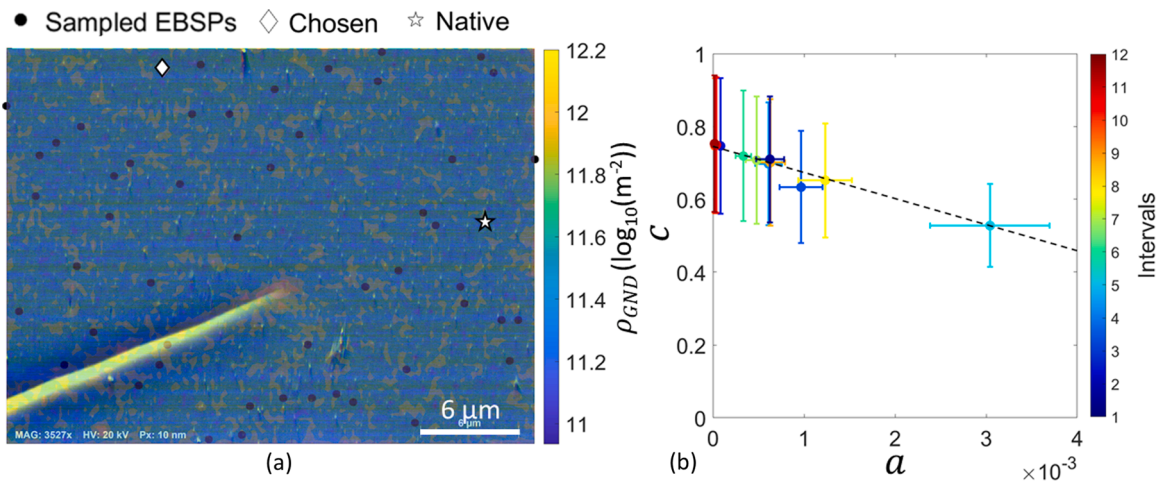 Sampled EBSPs Chosen Native
12.2
12
11.8
11.6
11.4
11.2
11
ρGND (log10(m-2))
6 μm
6 μm
MAG: 3527x HV: 20 kV Px: 10 nm
(a)
1
0.8
0.6
0.4
0.2
0
c
0 1 2 3 4
a
×10-3
(b)
12
11
10
9
8
7
6
5
4
3
2
1
Intervals